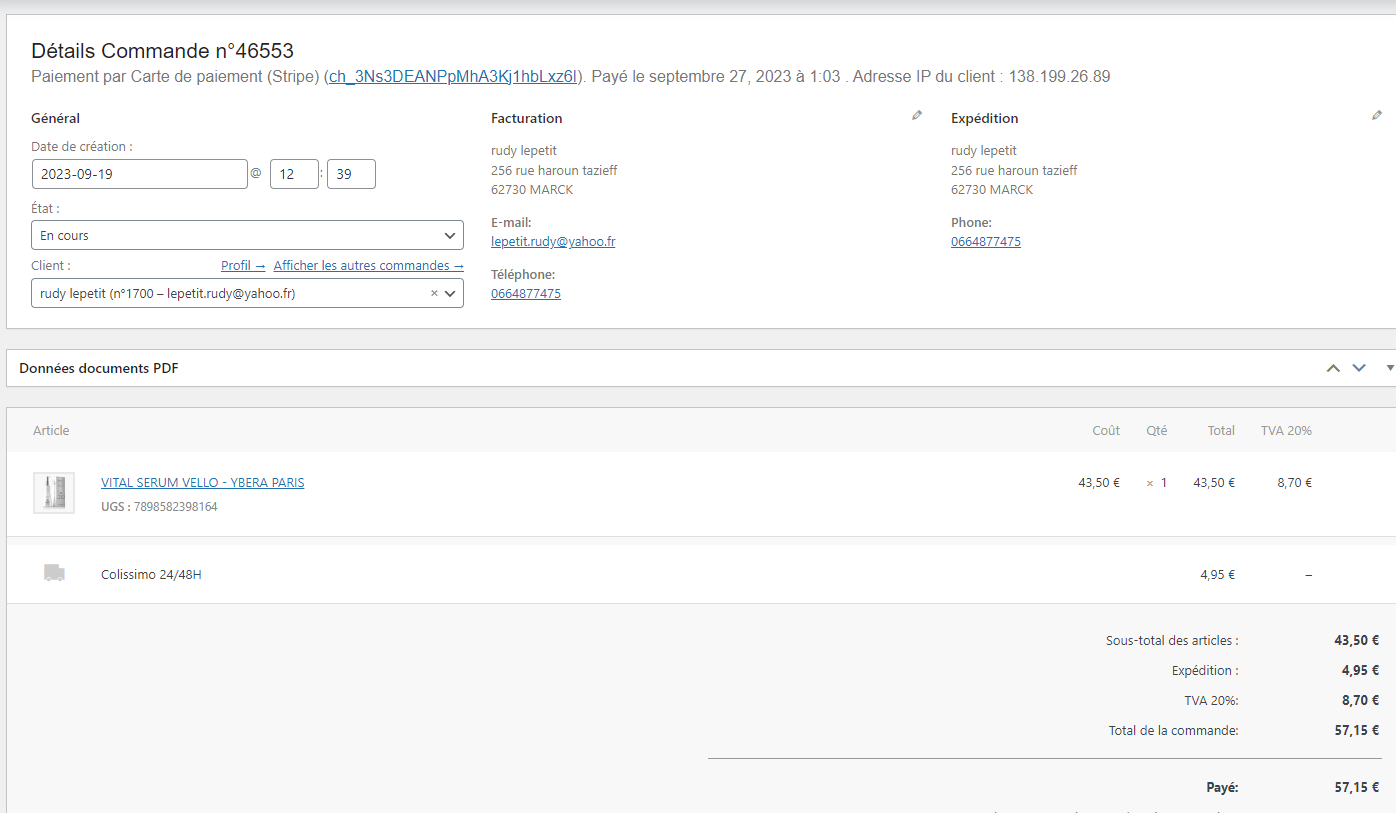 Détails Commande n°46553
Paiement par Carte de paiement (Stripe) (ch_3Ns3DEANPpMhA3Kj1hbLxz6l). Payé le septembre 27, 2023 à 1:03 . Adresse IP du client : 138.199.26.89
Général
Date de création :
2023-09-19 @ 12 : 39
État :
En cours
Client : Profil → Afficher les autres commandes →
rudy lepetit (n°1700 – lepetit.rudy@yahoo.fr) ×
Facturation
rudy lepetit
256 rue haroun tazieff
62730 MARCK
E-mail:
lepetit.rudy@yahoo.fr
Téléphone:
0664877475
Expédition
rudy lepetit
256 rue haroun tazieff
62730 MARCK
Phone:
0664877475
Données documents PDF
Article Coût Qté Total TVA 20%
VITAL SERUM VELLO - YBERA PARIS 43,50 € × 1 43,50 € 8,70 €
UGS : 7898582398164
Colissimo 24/48H 4,95 € –
Sous-total des articles : 43,50 €
Expédition : 4,95 €
TVA 20%: 8,70 €
Total de la commande: 57,15 €
Payé: 57,15 €